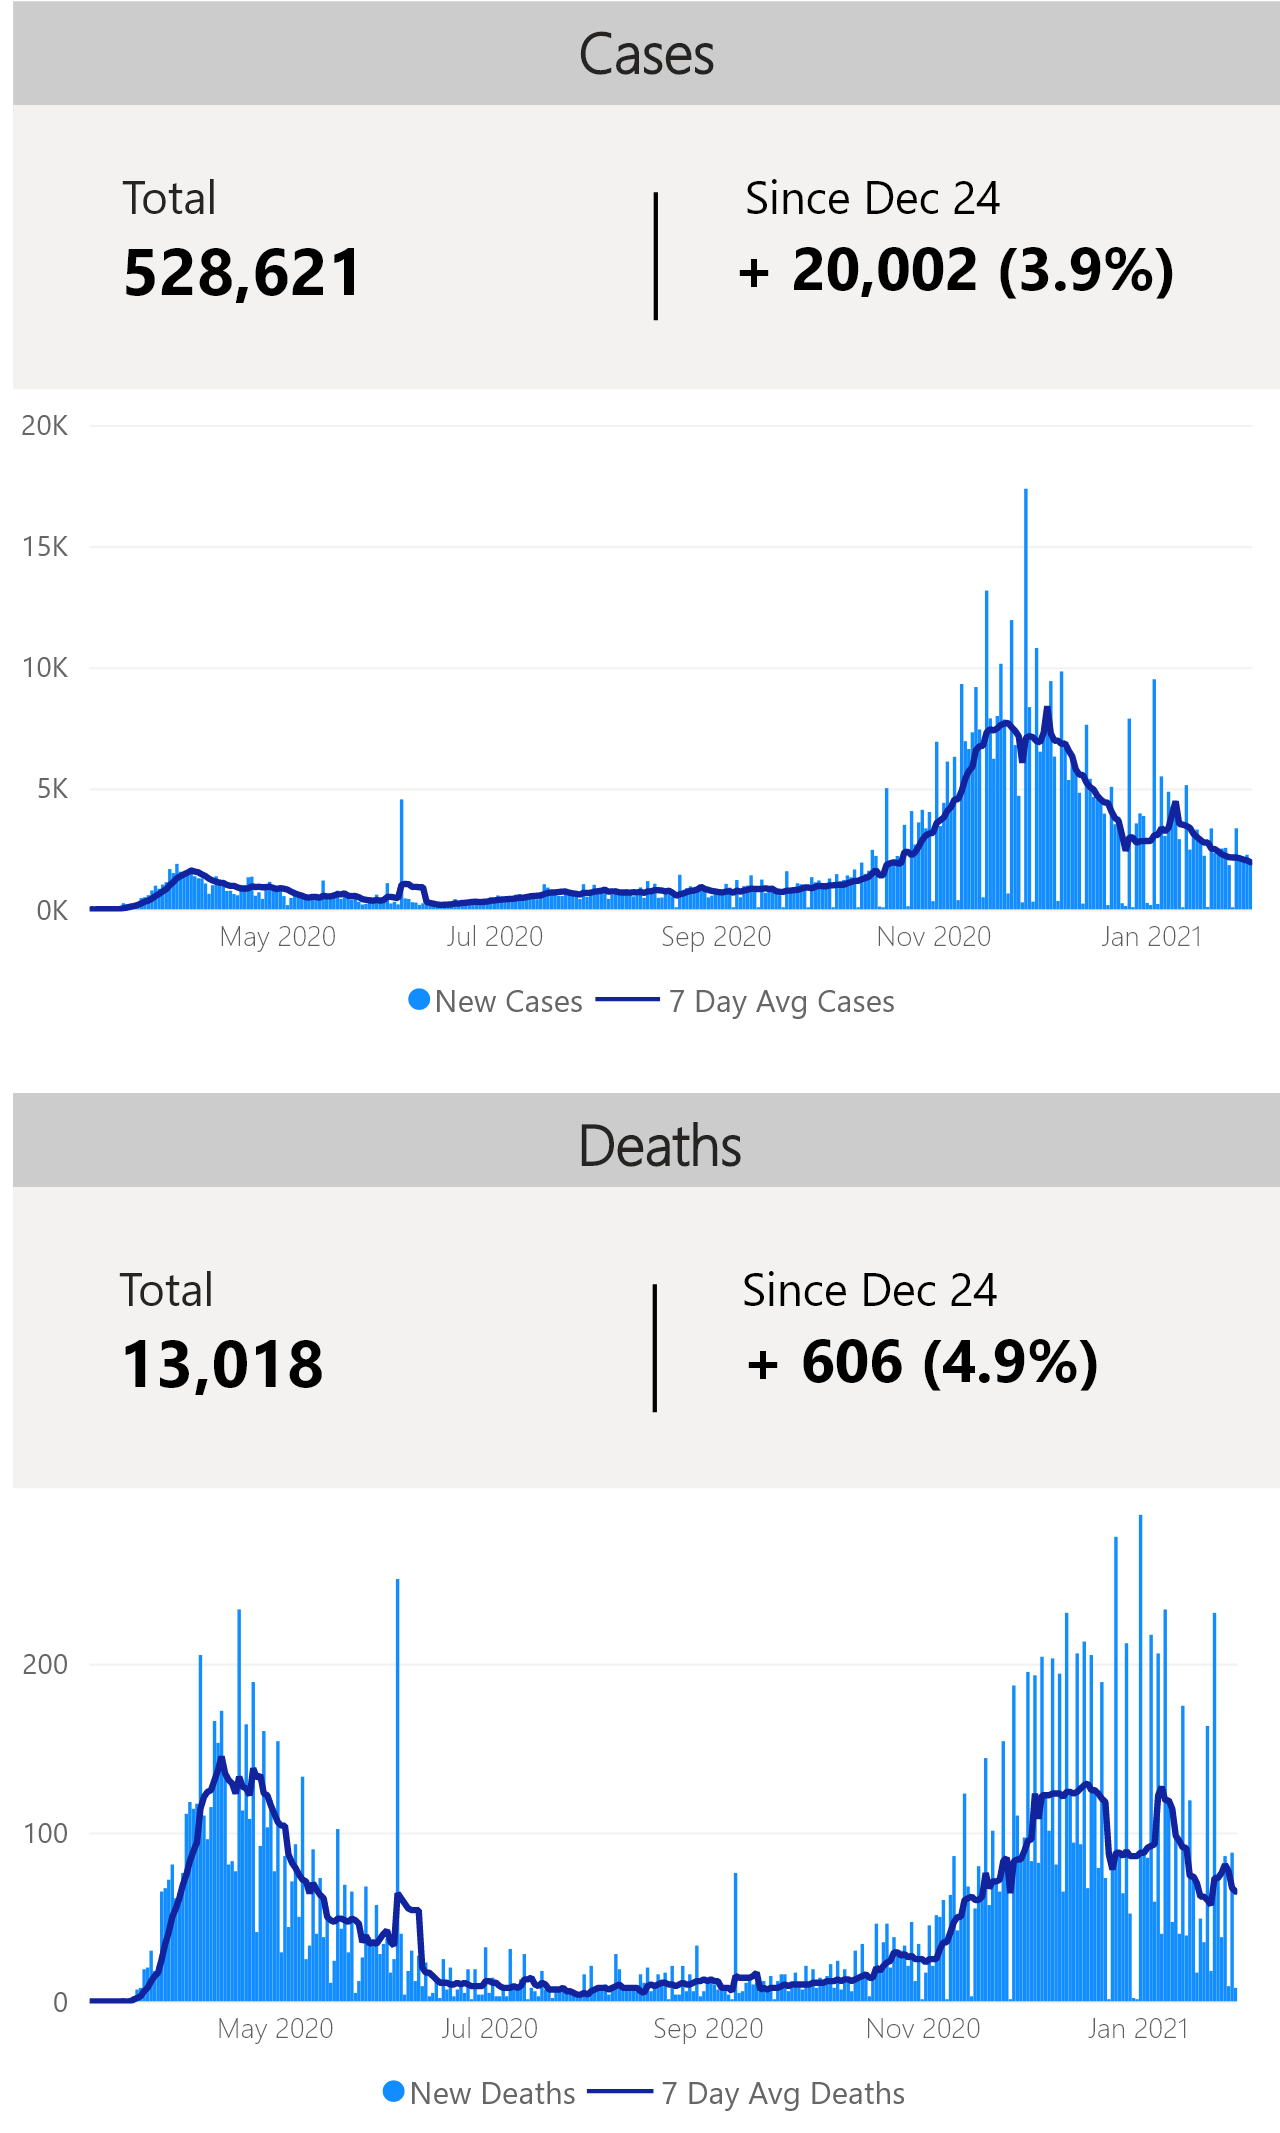 Cases
Total
Since Dec 24
528,621
+ 20,002 (3.9%)
20K
15K
10K
5K
0K
May 2020
Jul 2020
Sep 2020
Nov 2020
Jan 2021
New Cases
7 Day Avg Cases
Deaths
Total
Since Dec 24
13,018
+ 606 (4.9%)
200
100
0
May 2020
Jul 2020
Sep 2020
Nov 2020
Jan 2021
New Deaths
7 Day Avg Deaths